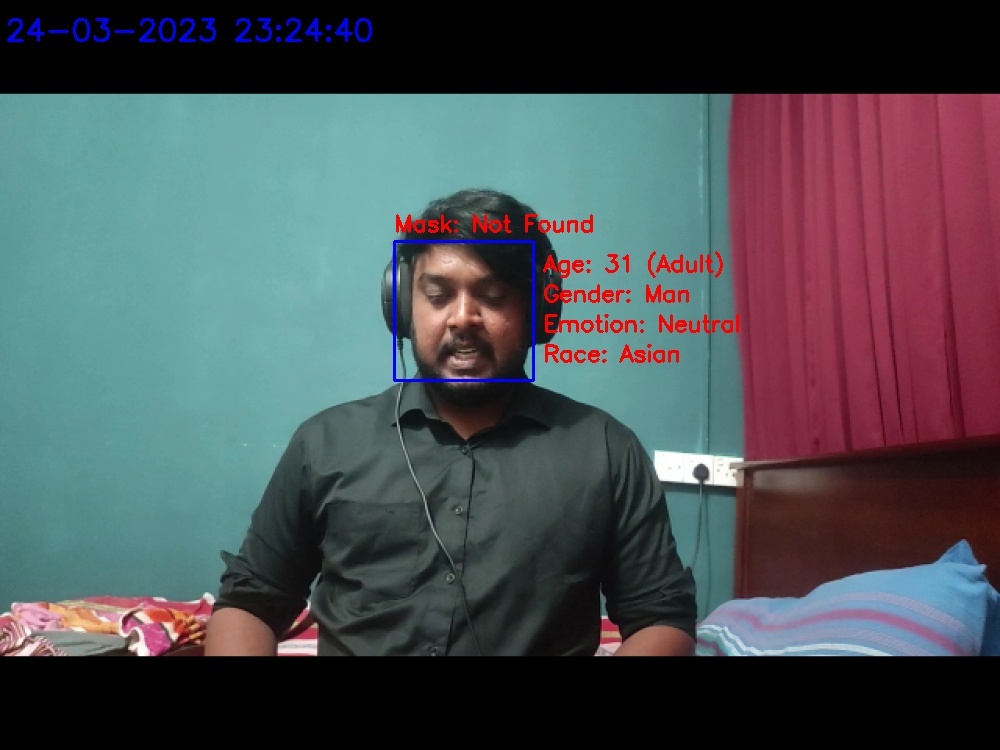 24-03-2023 23:24:40
Mask: Not Found
Age: 31 (Adult)
Gender: Man
Emotion: Neutral
Race: Asian